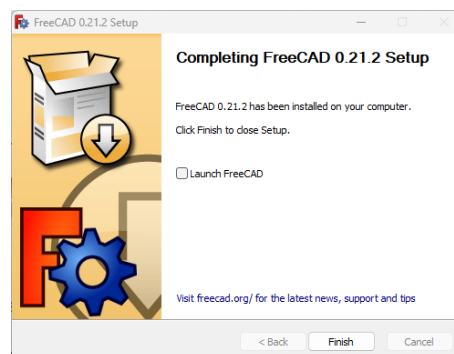 FreeCAD 0.21.2 Setup
Completing FreeCAD 0.21.2 Setup
FreeCAD 0.21.2 has been installed on your computer.
Click Finish to close Setup.
Launch FreeCAD
Visit freecad.org/ for the latest news, support and tips
< Back Finish Cancel